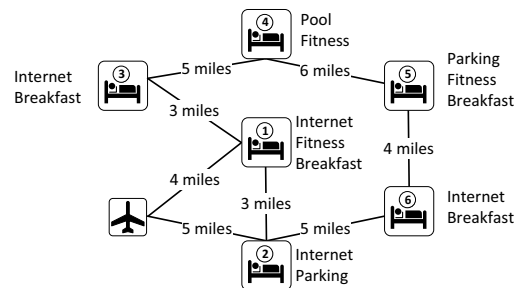 4
Pool
Fitness
Internet
Breakfast
3
5 miles
6 miles
5
Parking
Fitness
Breakfast
3 miles
1
Internet
Fitness
Breakfast
4 miles
4 miles
3 miles
5 miles
5 miles
6
Internet
Breakfast
2
Internet
Parking